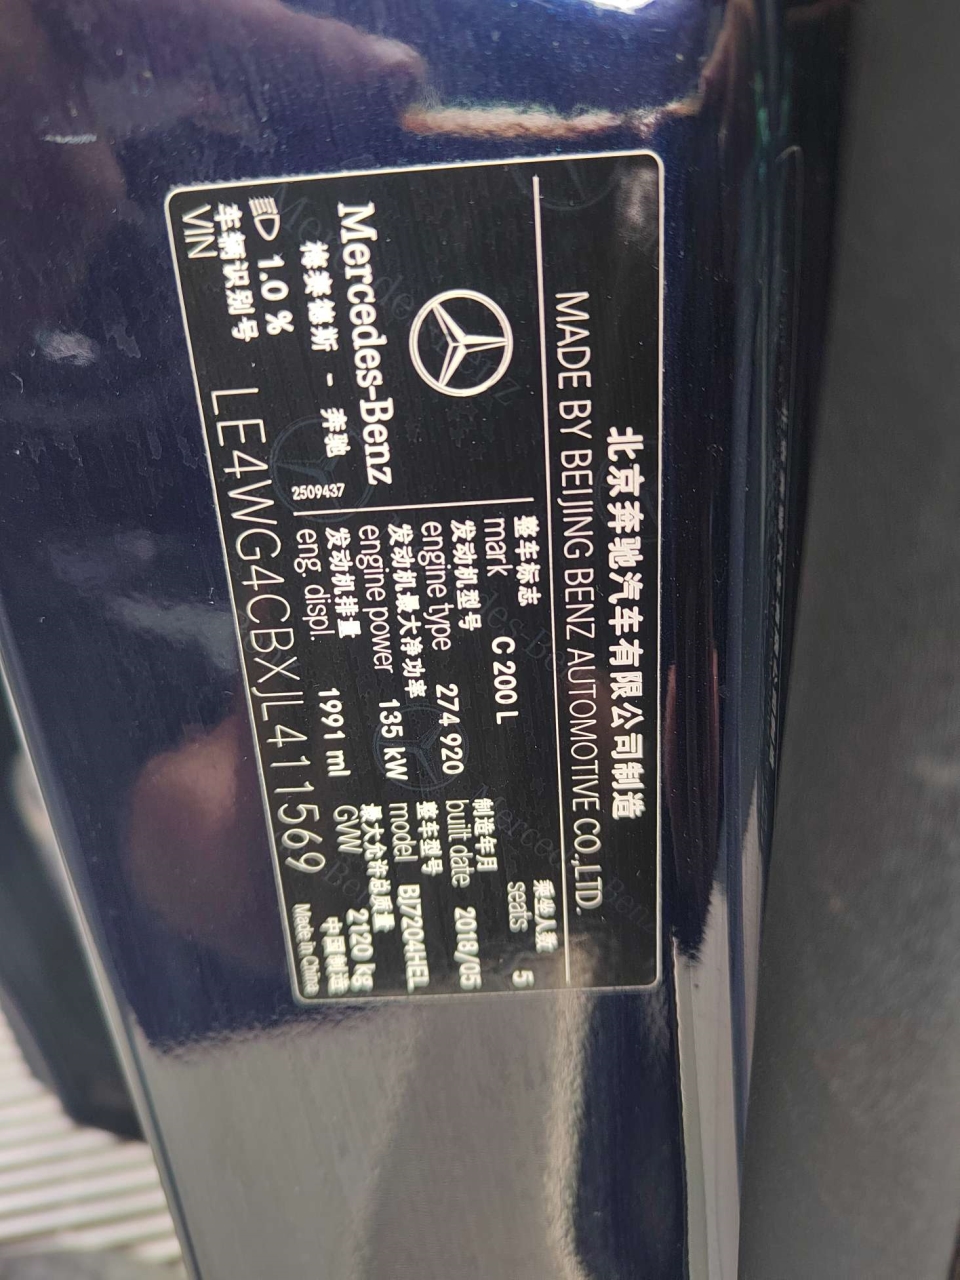 北京奔驰汽车有限公司制造
MADE BY BEIJING BENZ AUTOMOTIVE CO.,LTD.
Mercedes-Benz
梅赛德斯 - 奔驰
2509437
1.0 %
整车标志
mark C 200 L
发动机型号
engine type 274 920
发动机最大净功率
engine power 135 kW
发动机排量
eng. displ. 1991 ml
乘坐人数
seats 5
制造年月
built date 2018/05
整车型号
model BJ7204HEL
最大允许总质量
GVW 2120 kg
车辆识别号
VIN LE4WG4CBXJL411569
中国制造
Made in China